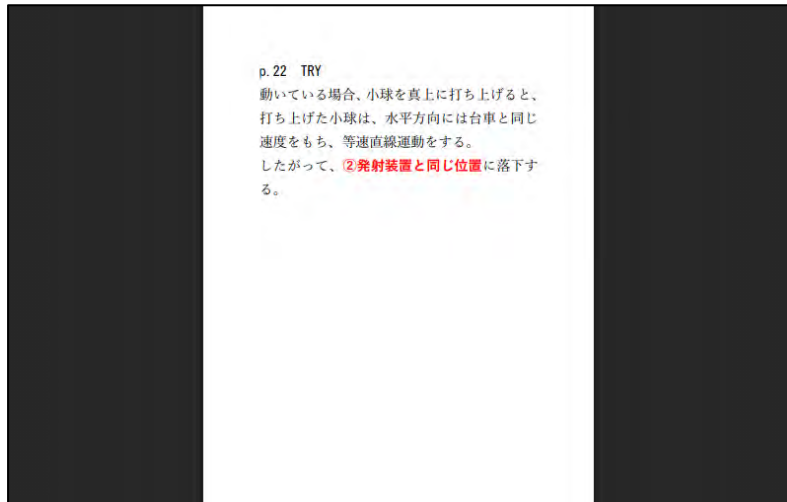 p. 22　TRY
動いている場合、小球を真上に打ち上げると、
打ち上げた小球は、水平方向には台車と同じ
速度をもち、等速直線運動をする。
したがって、②発射装置と同じ位置に落下す
る。